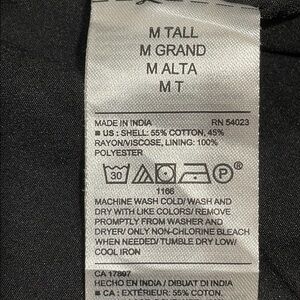 M TALL
M GRAND
M ALTA
M T
MADE IN INDIA RN 54023
■ US : SHELL: 55% COTTON, 45%
RAYON/VISCOSE, LINING: 100%
POLYESTER
30 P ®
1166
MACHINE WASH COLD/ WASH AND
DRY WITH LIKE COLORS/ REMOVE
PROMPTLY FROM WASHER AND
DRYER/ ONLY NON-CHLORINE BLEACH
WHEN NEEDED/ TUMBLE DRY LOW/
COOL IRON
CA 17897
HECHO EN INDIA / DIBUAT DI INDIA
■ CA : EXTÉRIEUR: 55% COTON,